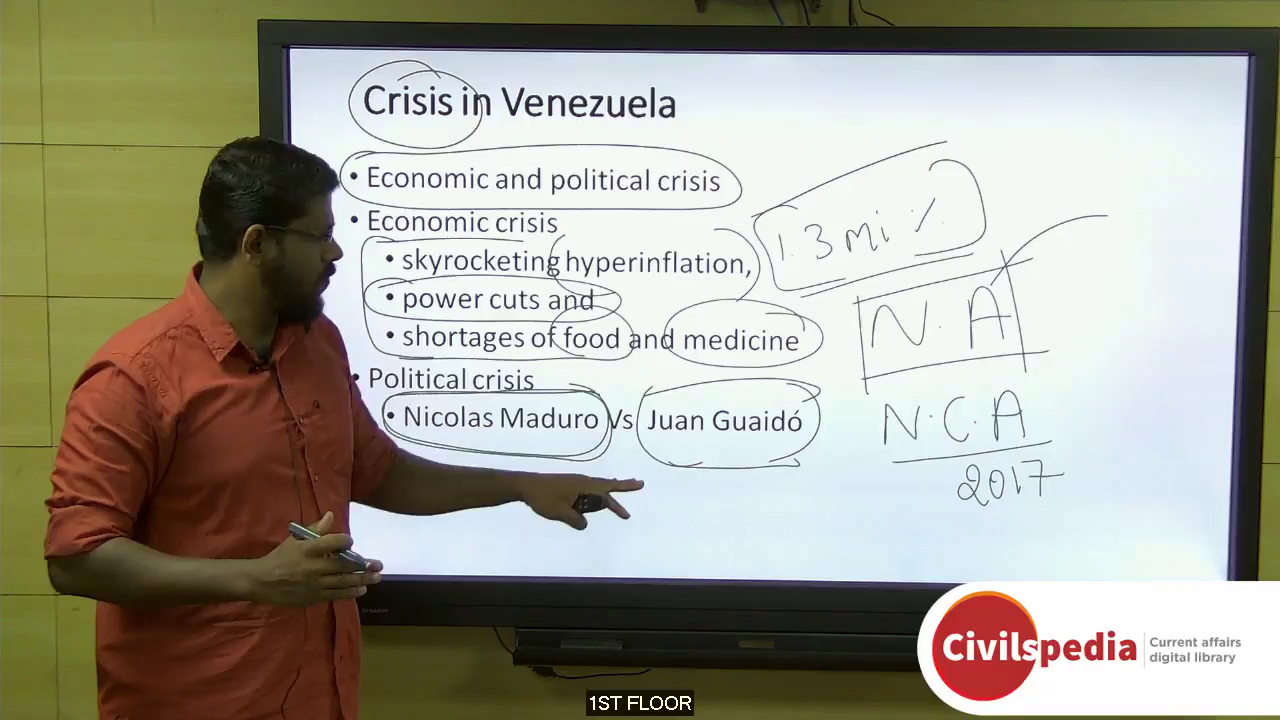 Crisis in Venezuela
• Economic and political crisis
• Economic crisis
• skyrocketing hyperinflation,
• power cuts and
• shortages of food and medicine
• Political crisis
• Nicolas Maduro Vs Juan Guaidó
1.3 mi %
N. A
N. C. A
2017
Civilspedia
Current affairs
digital library
1ST FLOOR